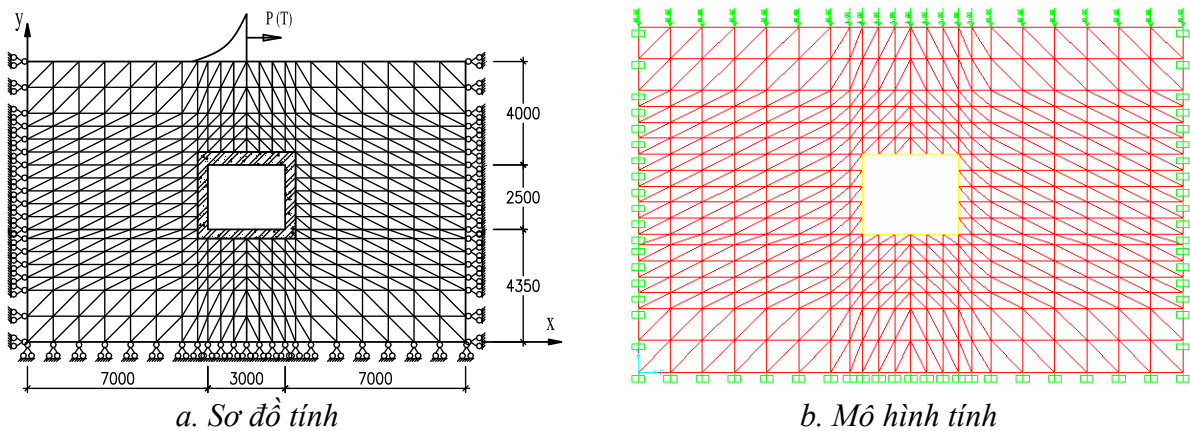 y
P (T)
4000
2500
4350
x
7000
3000
7000
a. Sơ đồ tính
b. Mô hình tính